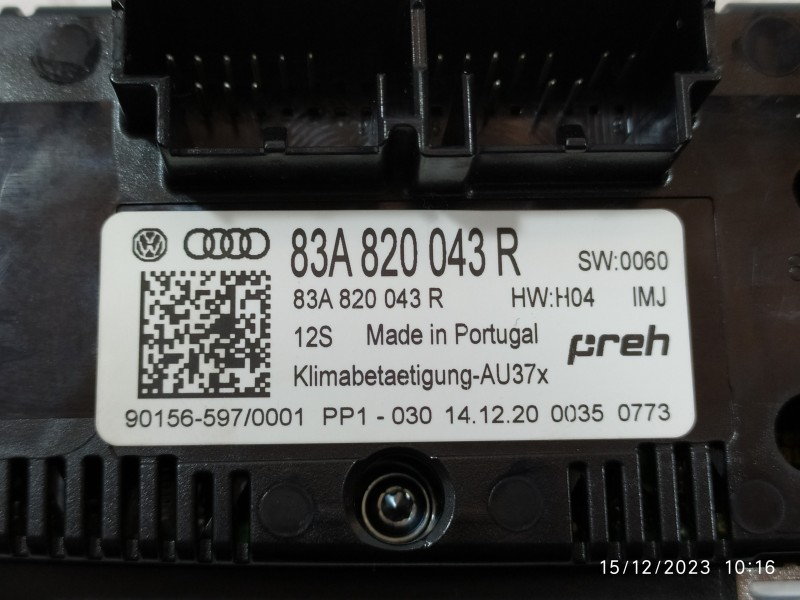 83A 820 043 R SW:0060
83A 820 043 R HW:H04 IMJ
12S Made in Portugal preh
Klimabetaetigung-AU37x
90156-597/0001 PP1 - 030 14.12.20 0035 0773
15/12/2023 10:16